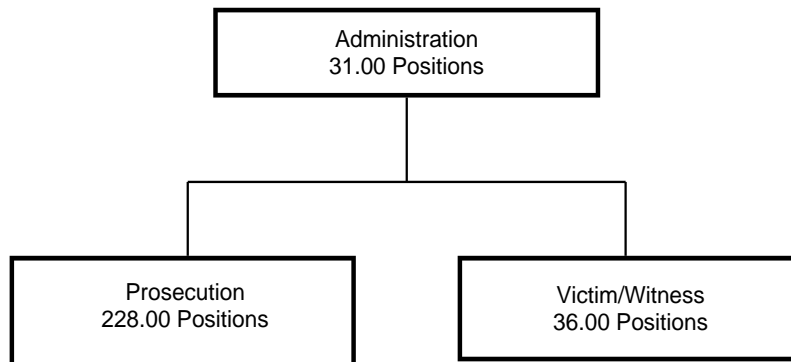 Administration
31.00 Positions
Prosecution
228.00 Positions
Victim/Witness
36.00 Positions